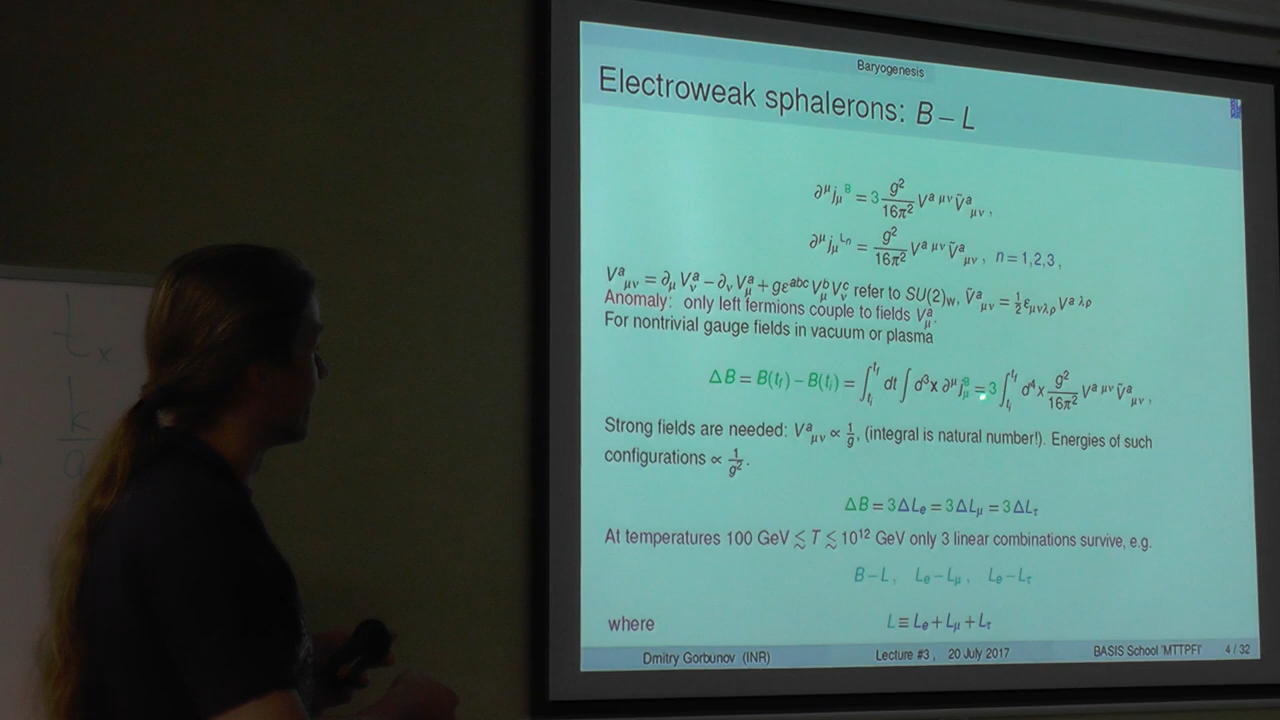 Baryogenesis
Electroweak sphalerons: B – L
∂^μ j_μ^B = 3 g²/16π² V^{a μν} Ṽ^a_{μν} ,
∂^μ j_μ^{L_n} = g²/16π² V^{a μν} Ṽ^a_{μν} , n = 1,2,3 ,
V^a_{μν} = ∂_μ V^a_ν – ∂_ν V^a_μ + gε^{abc} V^b_μ V^c_ν refer to SU(2)_W, Ṽ^a_{μν} = ½ε_{μνλρ} V^{a λρ}
Anomaly: only left fermions couple to fields V^a_μ.
For nontrivial gauge fields in vacuum or plasma
ΔB = B(t_f) – B(t_i) = ∫_{t_i}^{t_f} dt ∫ d³x ∂^μ j_μ^B = 3 ∫_{t_i}^{t_f} d⁴x g²/16π² V^{a μν} Ṽ^a_{μν} ,
Strong fields are needed: V^a_{μν} ∝ 1/g, (integral is natural number!). Energies of such
configurations ∝ 1/g².
ΔB = 3ΔL_e = 3ΔL_μ = 3ΔL_τ
At temperatures 100 GeV ≲ T ≲ 10¹² GeV only 3 linear combinations survive, e.g.
B – L , L_e – L_μ , L_e – L_τ
where
L ≡ L_e + L_μ + L_τ
Dmitry Gorbunov (INR)
Lecture #3 , 20 July 2017
BASIS School 'MTTPFI'
4 / 32
t_x
k
a